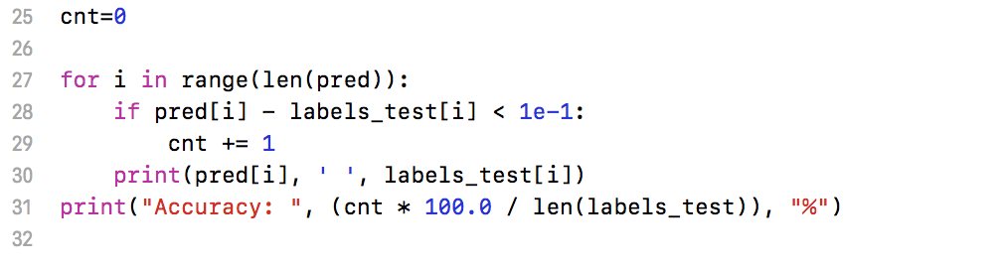 25 cnt=0
26
27 for i in range(len(pred)):
28     if pred[i] - labels_test[i] < 1e-1:
29         cnt += 1
30     print(pred[i], ' ', labels_test[i])
31 print("Accuracy: ", (cnt * 100.0 / len(labels_test)), "%")
32